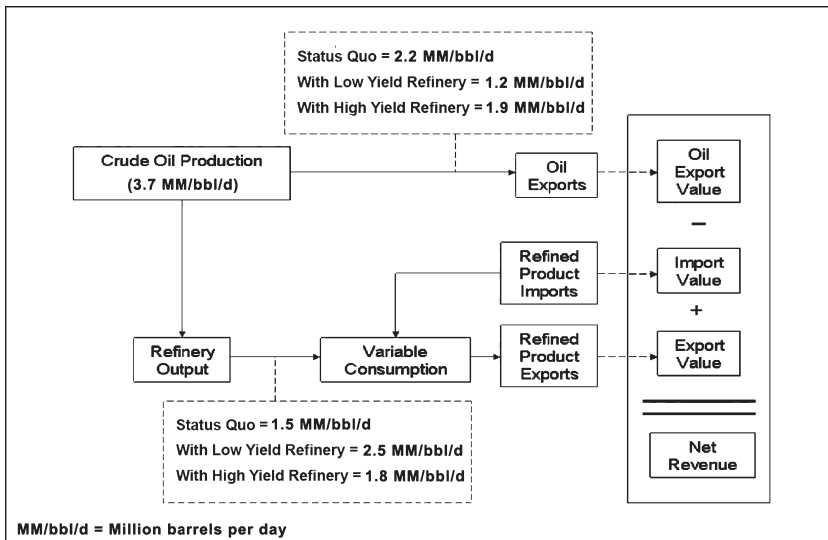 Status Quo = 2.2 MM/bbl/d
With Low Yield Refinery = 1.2 MM/bbl/d
With High Yield Refinery = 1.9 MM/bbl/d
Crude Oil Production
(3.7 MM/bbl/d)
Oil
Exports
Oil
Export
Value
–
Refined
Product
Imports
Import
Value
+
Refinery
Output
Variable
Consumption
Refined
Product
Exports
Export
Value
Status Quo = 1.5 MM/bbl/d
With Low Yield Refinery = 2.5 MM/bbl/d
With High Yield Refinery = 1.8 MM/bbl/d
Net
Revenue
MM/bbl/d = Million barrels per day